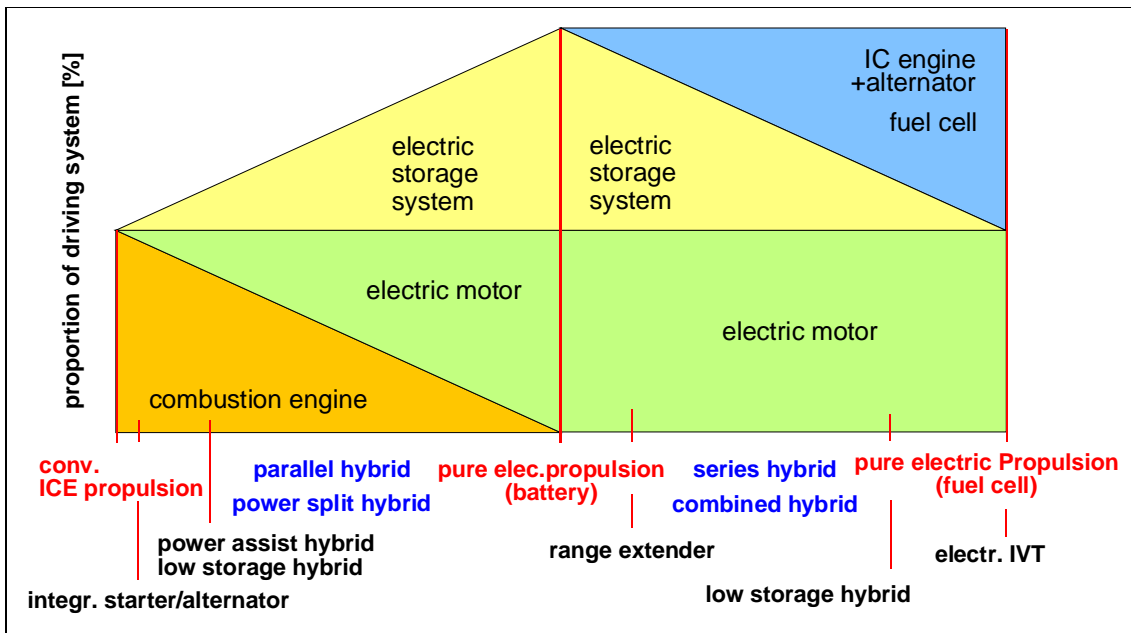 proportion of driving system [%]
IC engine
+alternator
fuel cell
electric
storage
system
electric
storage
system
electric motor
electric motor
combustion engine
conv.
ICE propulsion
parallel hybrid
power split hybrid
pure elec.propulsion
(battery)
series hybrid
combined hybrid
pure electric Propulsion
(fuel cell)
power assist hybrid
low storage hybrid
range extender
electr. IVT
integr. starter/alternator
low storage hybrid